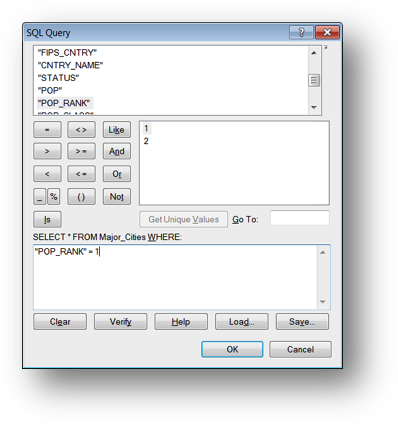 SQL Query
"FIPS_CNTRY"
"CNTRY_NAME"
"STATUS"
"POP"
"POP_RANK"
"POP_CLASS"
= <> Like
> >= And
< <= Or
_ % () Not
Is
1
2
Get Unique Values Go To:
SELECT * FROM Major_Cities WHERE:
"POP_RANK" = 1
Clear Verify Help Load... Save...
OK Cancel